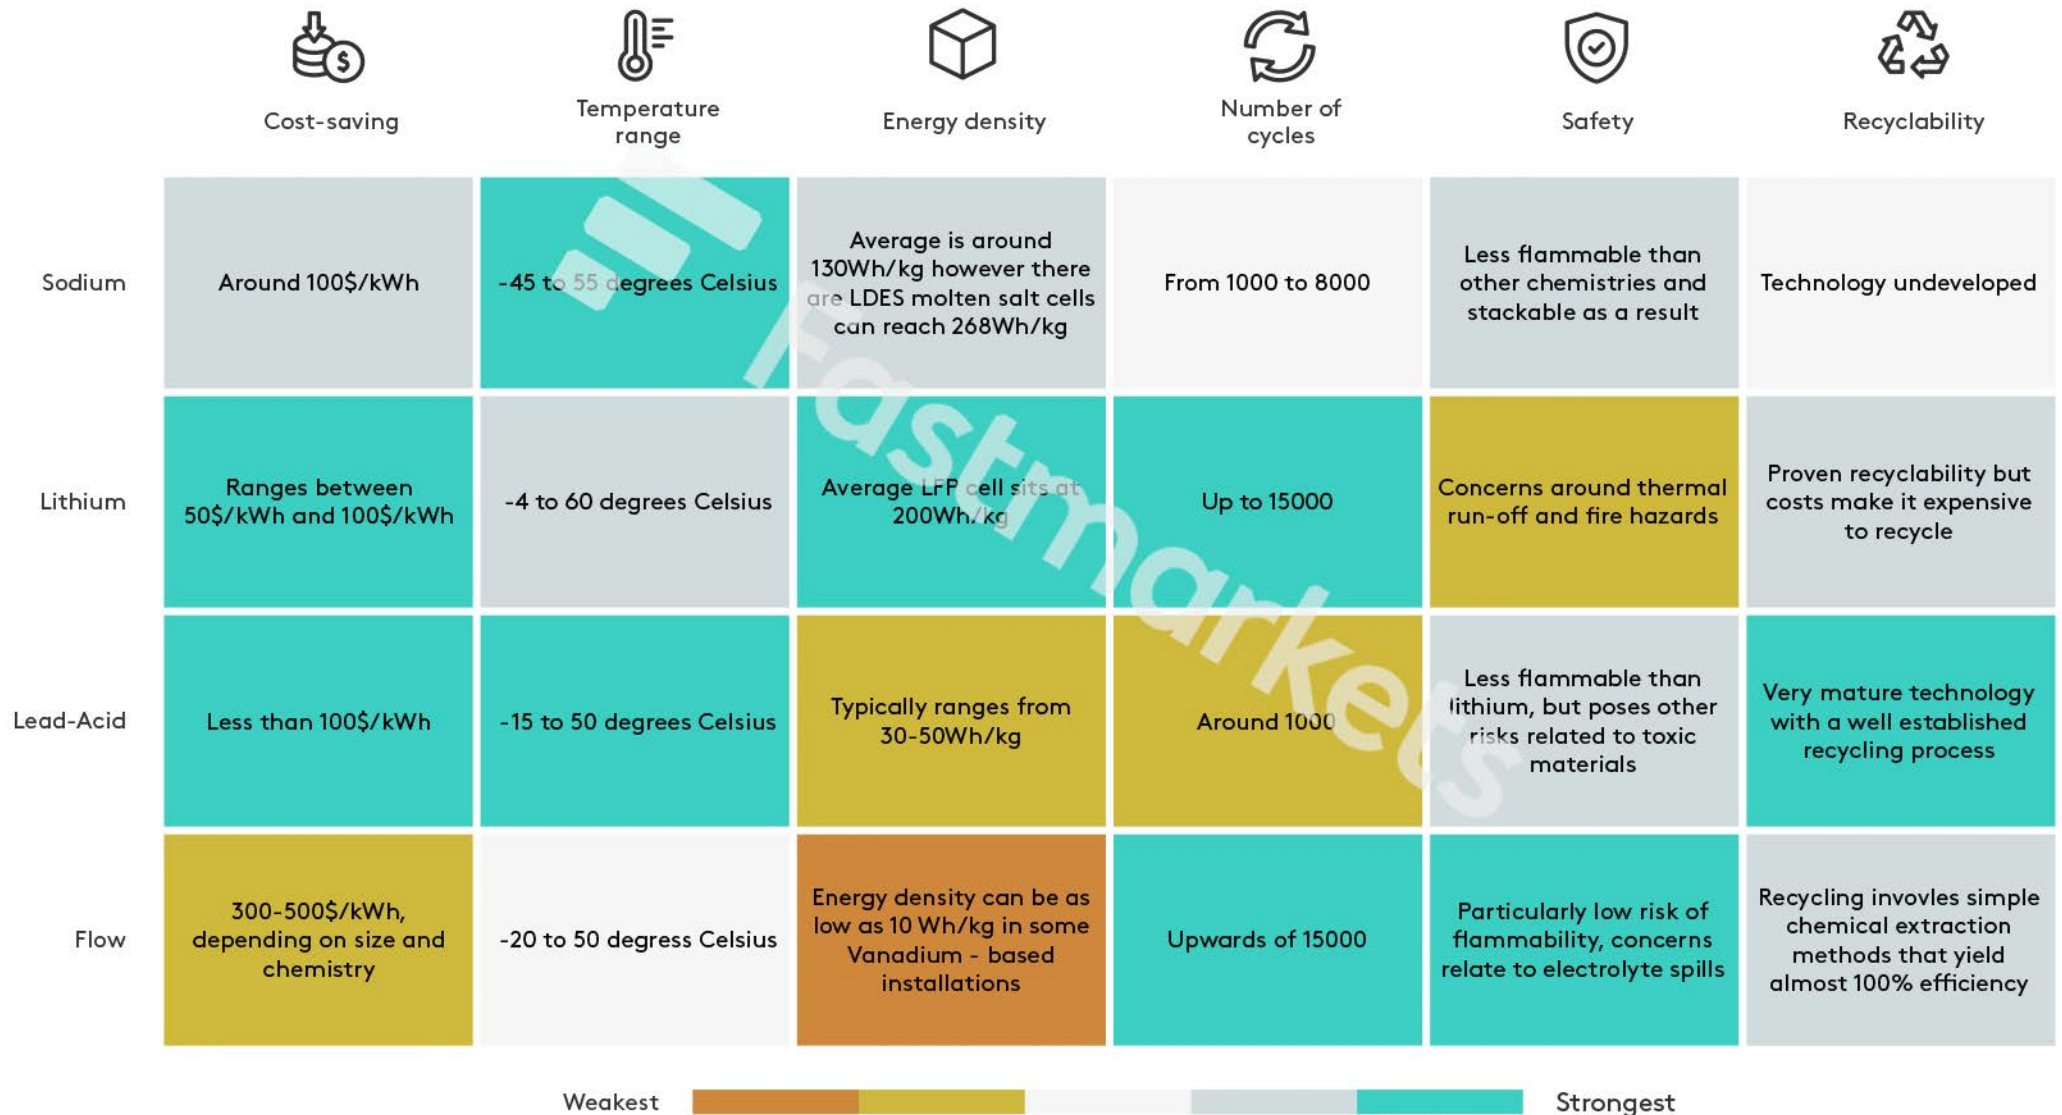 Cost-saving
Temperature
range
Energy density
Number of
cycles
Safety
Recyclability
Sodium
Around 100$/kWh
-45 to 55 degrees Celsius
Average is around
130Wh/kg however there
are LDES molten salt cells
can reach 268Wh/kg
From 1000 to 8000
Less flammable than
other chemistries and
stackable as a result
Technology undeveloped
Lithium
Ranges between
50$/kWh and 100$/kWh
-4 to 60 degrees Celsius
Average LFP cell sits at
200Wh/kg
Up to 15000
Concerns around thermal
run-off and fire hazards
Proven recyclability but
costs make it expensive
to recycle
Lead-Acid
Less than 100$/kWh
-15 to 50 degrees Celsius
Typically ranges from
30-50Wh/kg
Around 1000
Less flammable than
lithium, but poses other
risks related to toxic
materials
Very mature technology
with a well established
recycling process
Flow
300-500$/kWh,
depending on size and
chemistry
-20 to 50 degress Celsius
Energy density can be as
low as 10 Wh/kg in some
Vanadium - based
installations
Upwards of 15000
Particularly low risk of
flammability, concerns
relate to electrolyte spills
Recycling invovles simple
chemical extraction
methods that yield
almost 100% efficiency
Weakest
Strongest
Fastmarkets